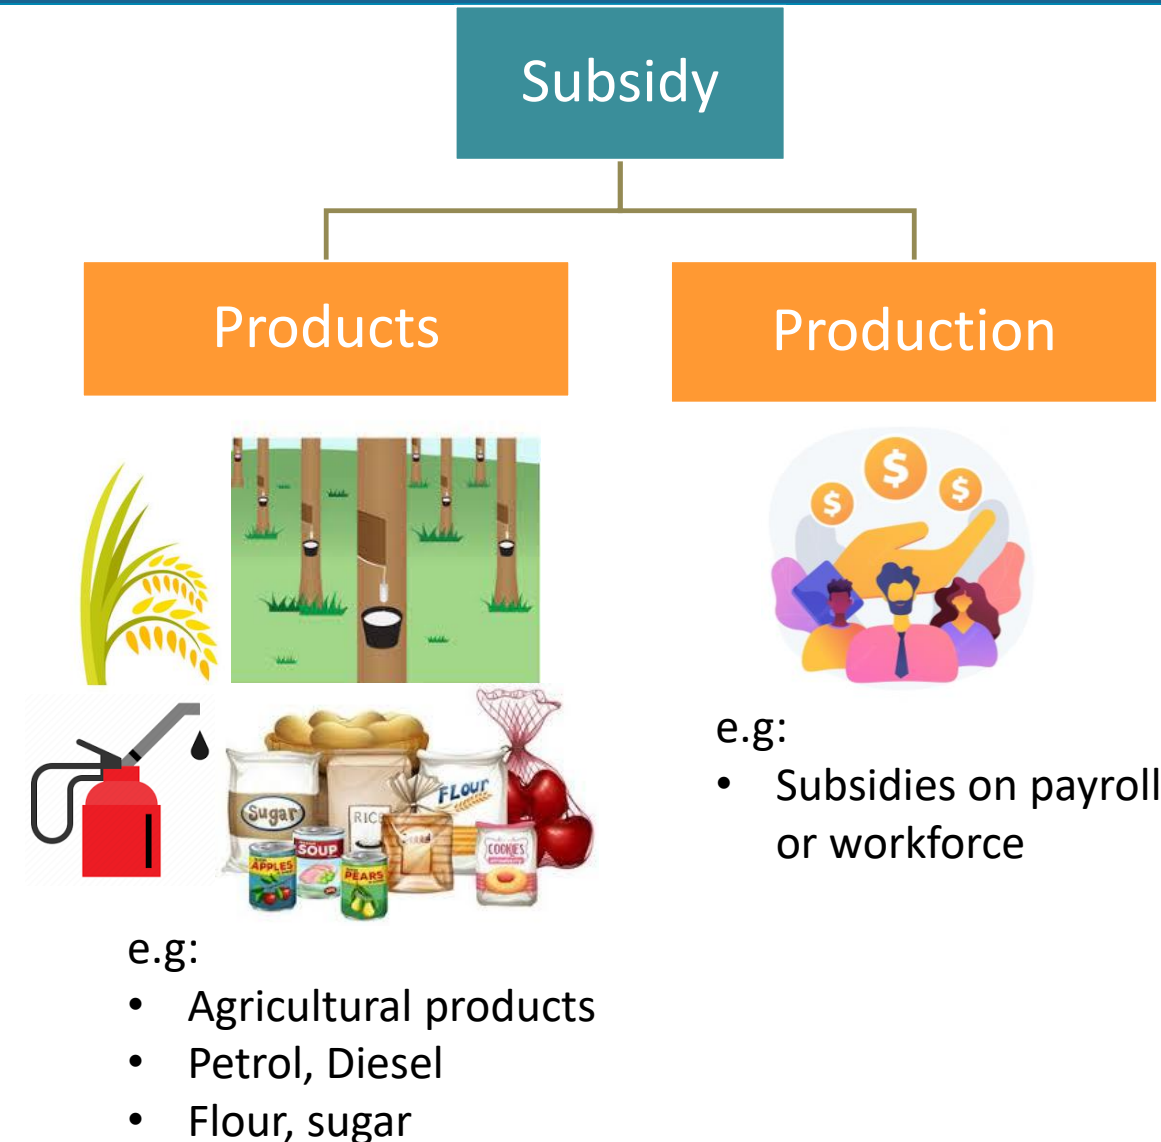 Subsidy
Products
Production
$
$
$
Sugar
FLOUR
RICE
SOUP
APPLES
PEARS
COOKIES
e.g:
• Subsidies on payroll
or workforce
e.g:
• Agricultural products
• Petrol, Diesel
• Flour, sugar